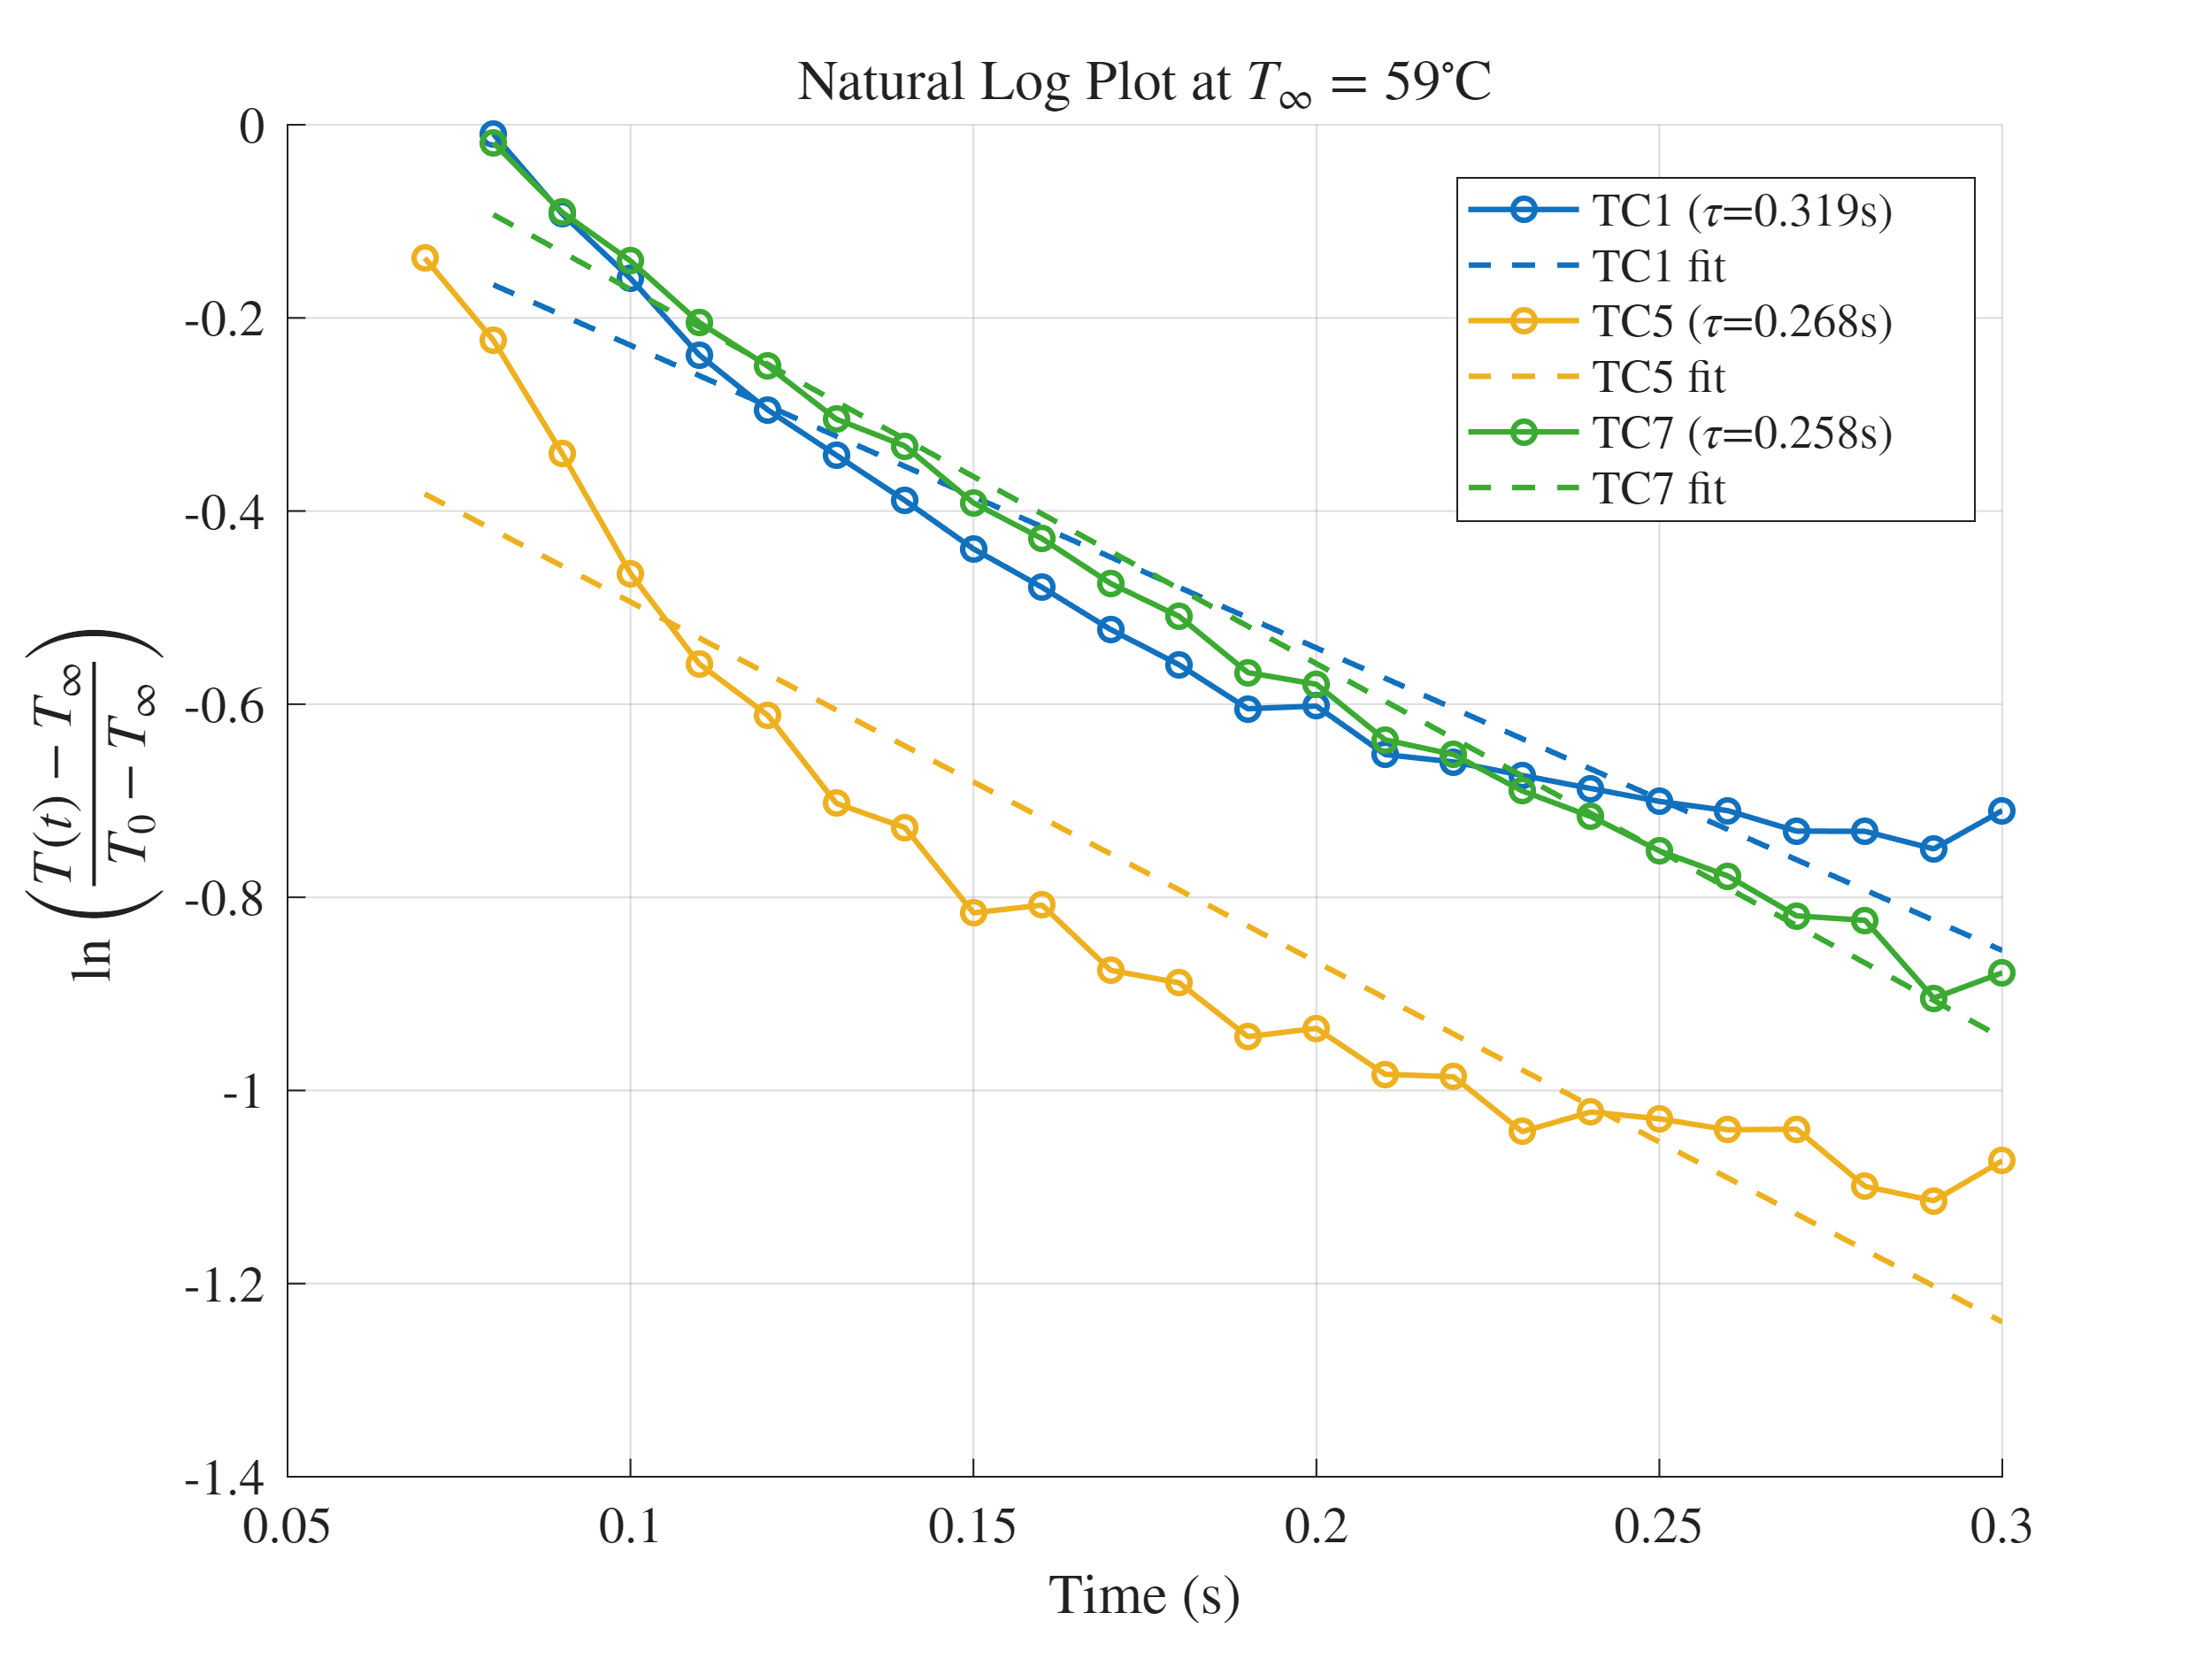 Natural Log Plot at T∞ = 59°C
0
-0.2
-0.4
-0.6
-0.8
-1
-1.2
-1.4
ln (T(t) − T∞ / T0 − T∞)
TC1 (τ=0.319s)
TC1 fit
TC5 (τ=0.268s)
TC5 fit
TC7 (τ=0.258s)
TC7 fit
0.05 0.1 0.15 0.2 0.25 0.3
Time (s)